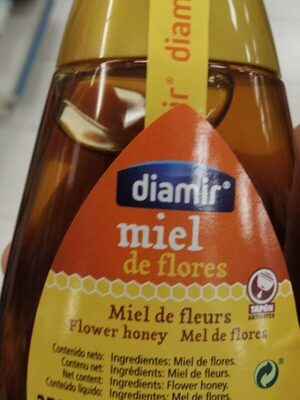 diamir®
diamir®
miel
de flores
TAPÓN
Miel de fleurs
Flower honey Mel de flores
Contenido neto: Ingredientes: Miel de flores.
Contenu net: Ingrédients: Miel de fleurs.
Net content: Ingredients: Flower honey.
Conteúdo líquido: Ingredientes: Mel de flores.